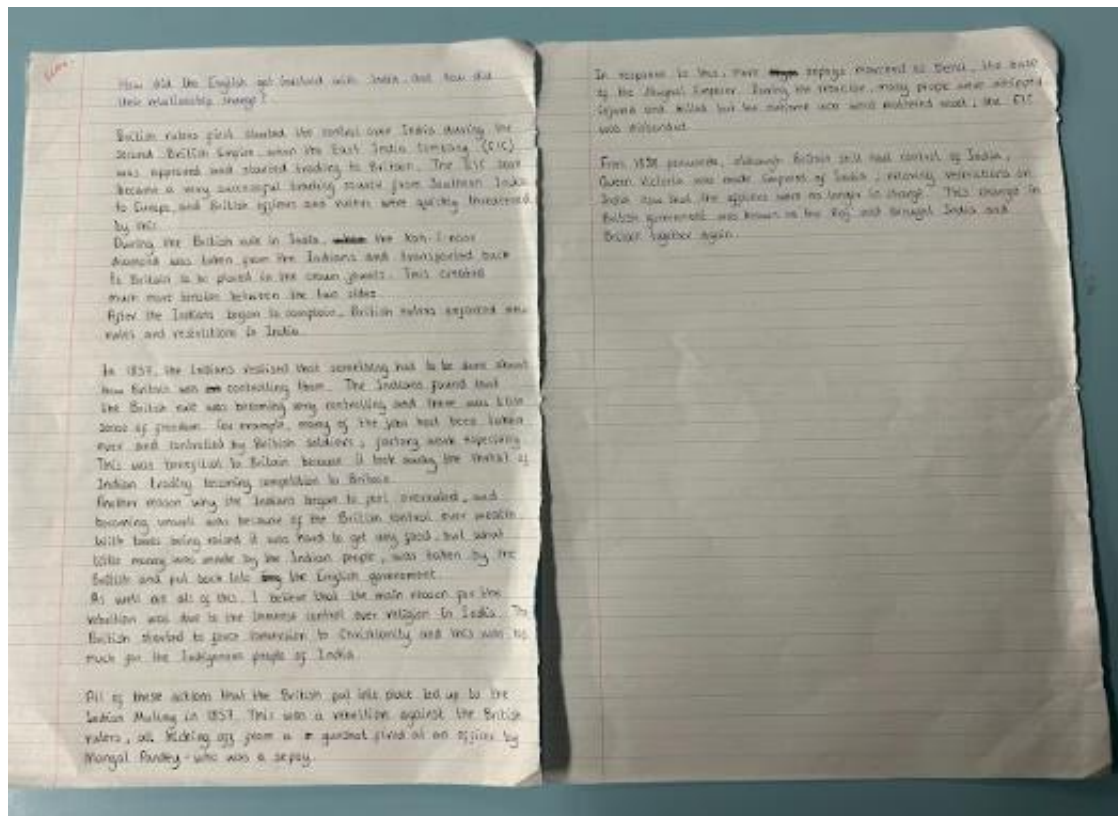 How did the English get involved with India, and how did
their relationship change?
British rulers first started the control over India during the
second British Empire, when the East India Company (EIC)
was approved and started trading to Britain. The EIC soon
became a very successful trading source from Southern India
to Europe, and British officers and rulers were quickly threatened
by this.
During the British rule in India, the Koh-i-noor
diamond was taken from the Indians and transported back
to Britain to be placed in the crown jewels. This created
much more tension between the two sides.
After the Indians began to complain, British rulers enforced new
rules and restrictions in India.
In 1857, the Indians realised that something had to be done about
how Britain was controlling them. The Indians found that
the British rule was becoming very controlling and there was little
sense of freedom. For example, many of the jobs had been taken
over and controlled by British soldiers, factory work especially.
This was beneficial to Britain because it took away the threat of
Indian trading becoming competition to Britain.
Another reason why the Indians began to feel overruled, and
becoming was because of the British control over wealth.
With taxes being raised it was hard to get any food, but what
little money was made by the Indian people, was taken by the
British and put back into the English government.
As well as all of this, I believe that the main reason for the
rebellion was due to the immense control over religion in India. The
British started to force conversion to Christianity and this was too
much for the Indigenous people of India.
All of these actions that the British put into place led up to the
Indian Mutiny in 1857. This was a rebellion against the British
rulers, all kicking off from a gunshot fired at an officer by
Mangal Pandey - who was a sepoy.
In response to this, more sepoys marched to Delhi, the base
of the Mughal Emperor. During the many people were
injured and killed but the outcome was what mattered most, the EIC
was disbanded.
From 1858 onwards, although Britain still had control of India,
Queen Victoria was made Empress of India, relaxing restrictions on
India now that the officers were no longer in charge. This change in
British government was known as the Raj and brought India and
Britain together again.